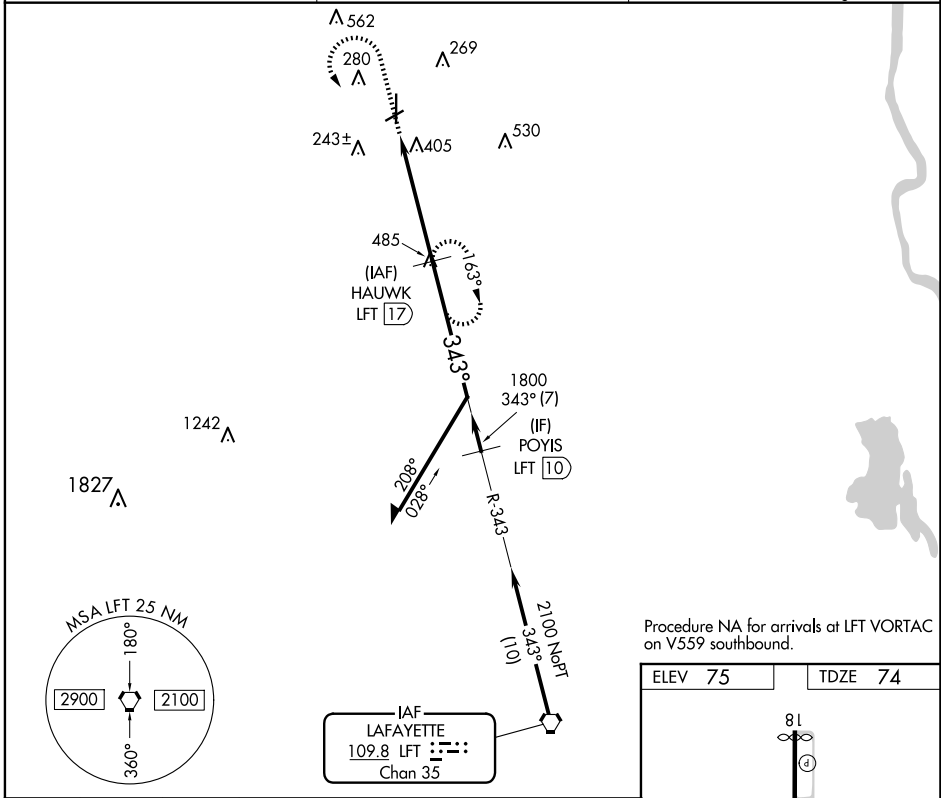 562
280
269
243±
405
530
485
(IAF)
HAUWK
LFT 17
163°
343°
1800
343° (7)
(IF)
POYIS
LFT 10
1242
1827
208°
028°
R-343
2100 NoPT
343°
(10)
MSA LFT 25 NM
180°
2900
2100
360°
IAF
LAFAYETTE
109.8 LFT
Chan 35
Procedure NA for arrivals at LFT VORTAC
on V559 southbound.
ELEV 75
TDZE 74
18
P